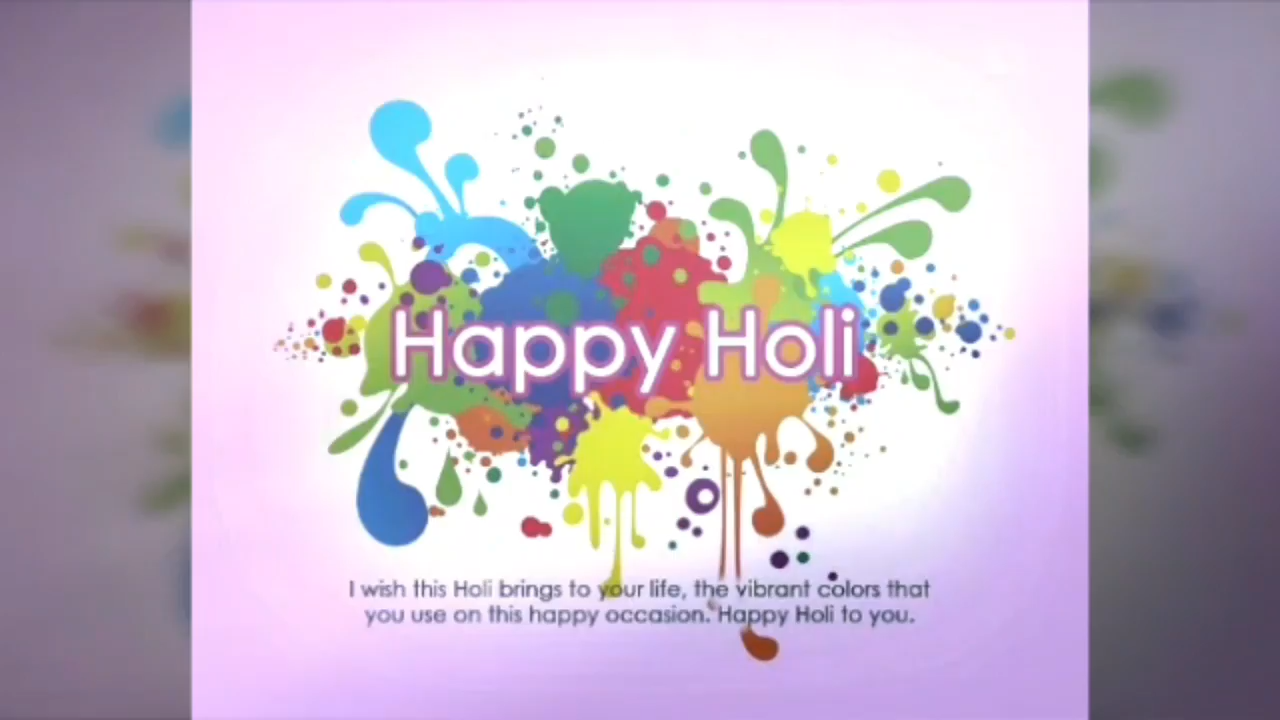 Happy Holi
I wish this Holi brings to your life, the vibrant colors that
you use on this happy occasion. Happy Holi to you.